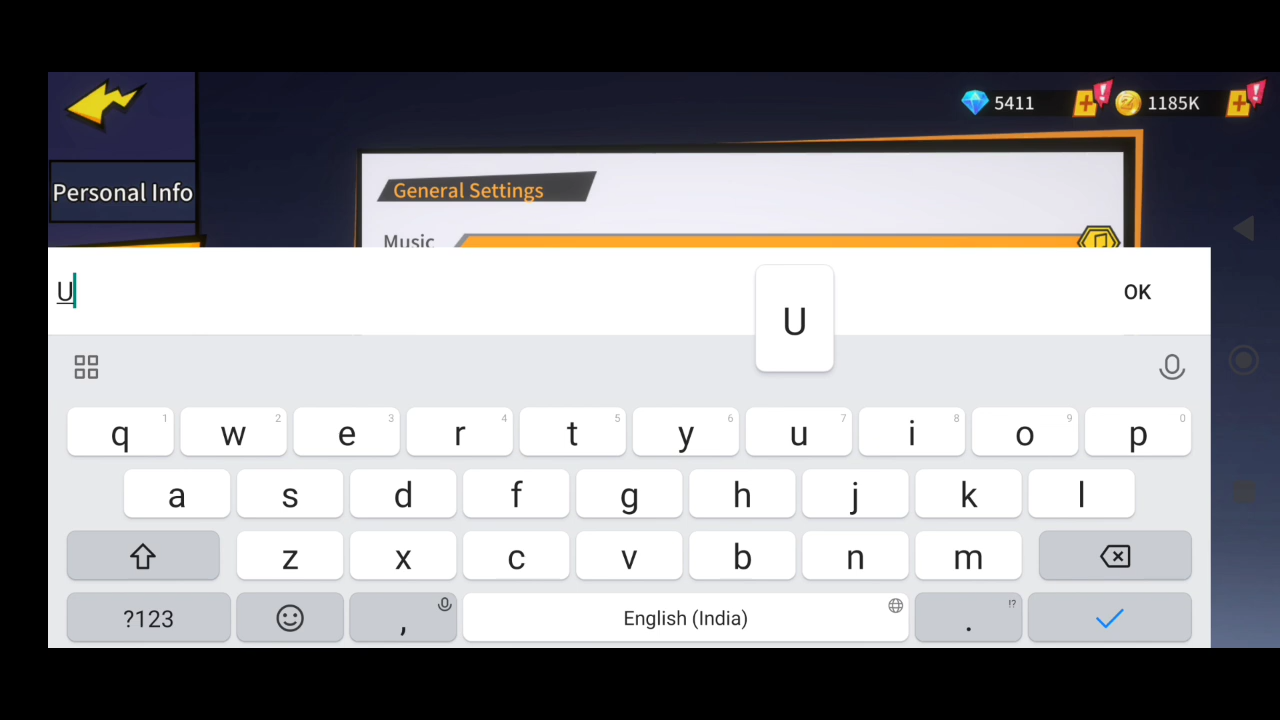 5411
1185K
Personal Info
General Settings
Music
U
U
OK
q 1 w 2 e 3 r 4 t 5 y 6 u 7 i 8 o 9 p 0
a s d f g h j k l
z x c v b n m
?123 , English (India) . !?